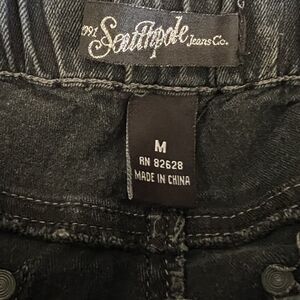 1991 Southpole Jeans Co.
M
RN 82628
MADE IN CHINA